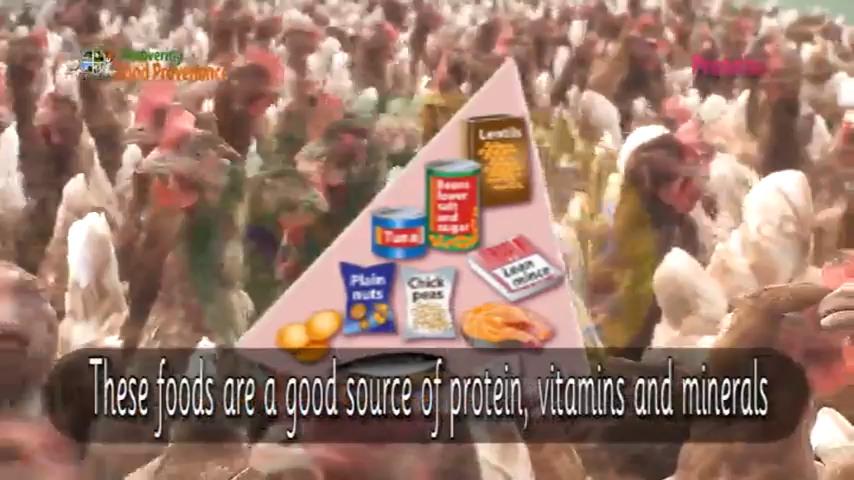 Discovering
Food Provenance
Lentils
Beans
lower
salt
and
sugar
Tuna
Plain
nuts
Chick
peas
Lean
mince
These foods are a good source of protein, vitamins and minerals